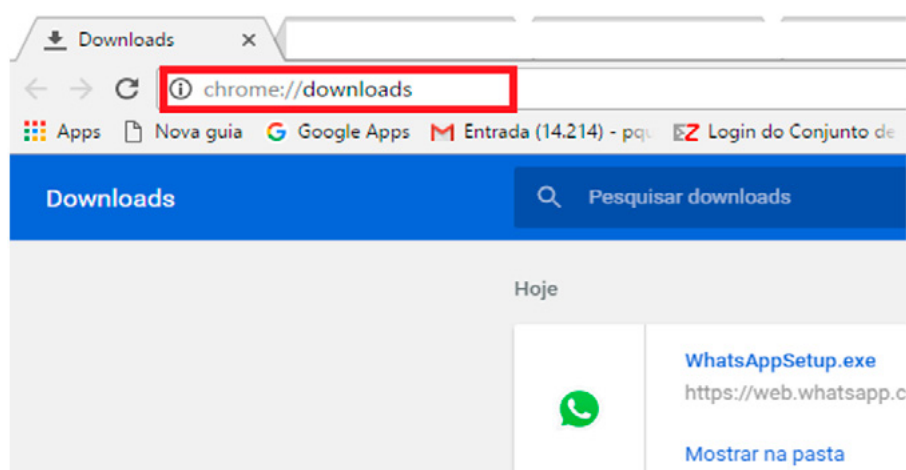 Downloads
chrome://downloads
Apps Nova guia Google Apps Entrada (14.214) - pqu Login do Conjunto de
Downloads Pesquisar downloads
Hoje
WhatsAppSetup.exe
https://web.whatsapp.c
Mostrar na pasta